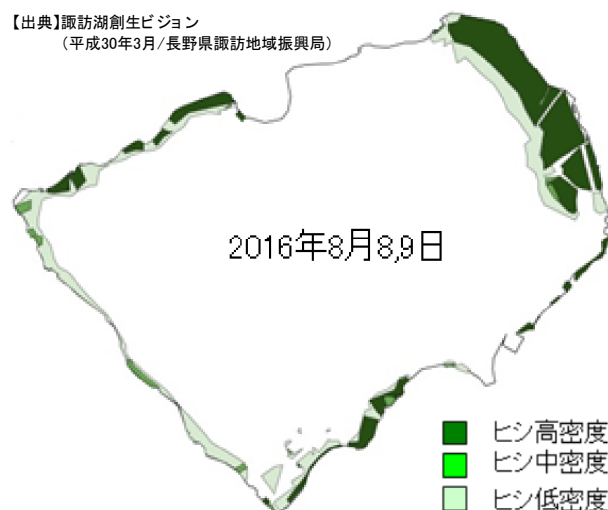 【出典】諏訪湖創生ビジョン
（平成30年3月/長野県諏訪地域振興局）
2016年8月8,9日
ヒシ高密度
ヒシ中密度
ヒシ低密度